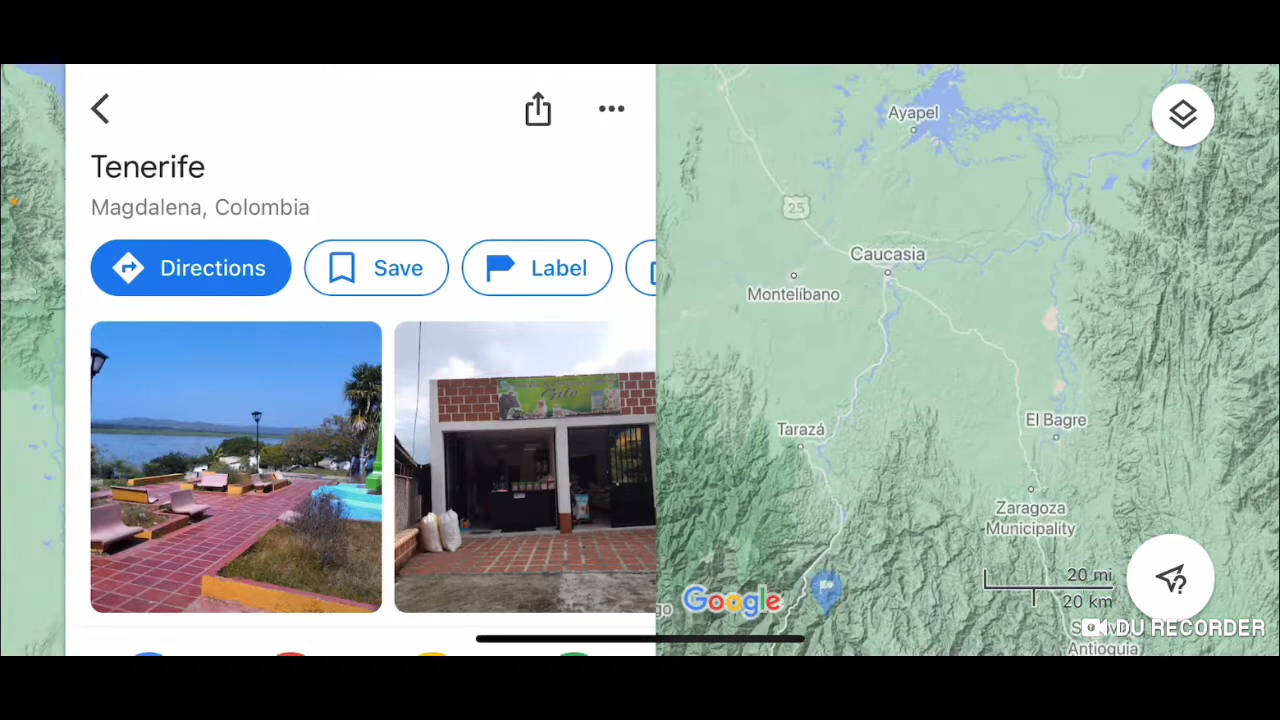 Tenerife
Magdalena, Colombia
Directions
Save
Label
Gilo
Ayapel
25
Caucasia
Montelíbano
Tarazá
El Bagre
Zaragoza
Municipality
20 mi
20 km
Google
DU RECORDER
Antioquia